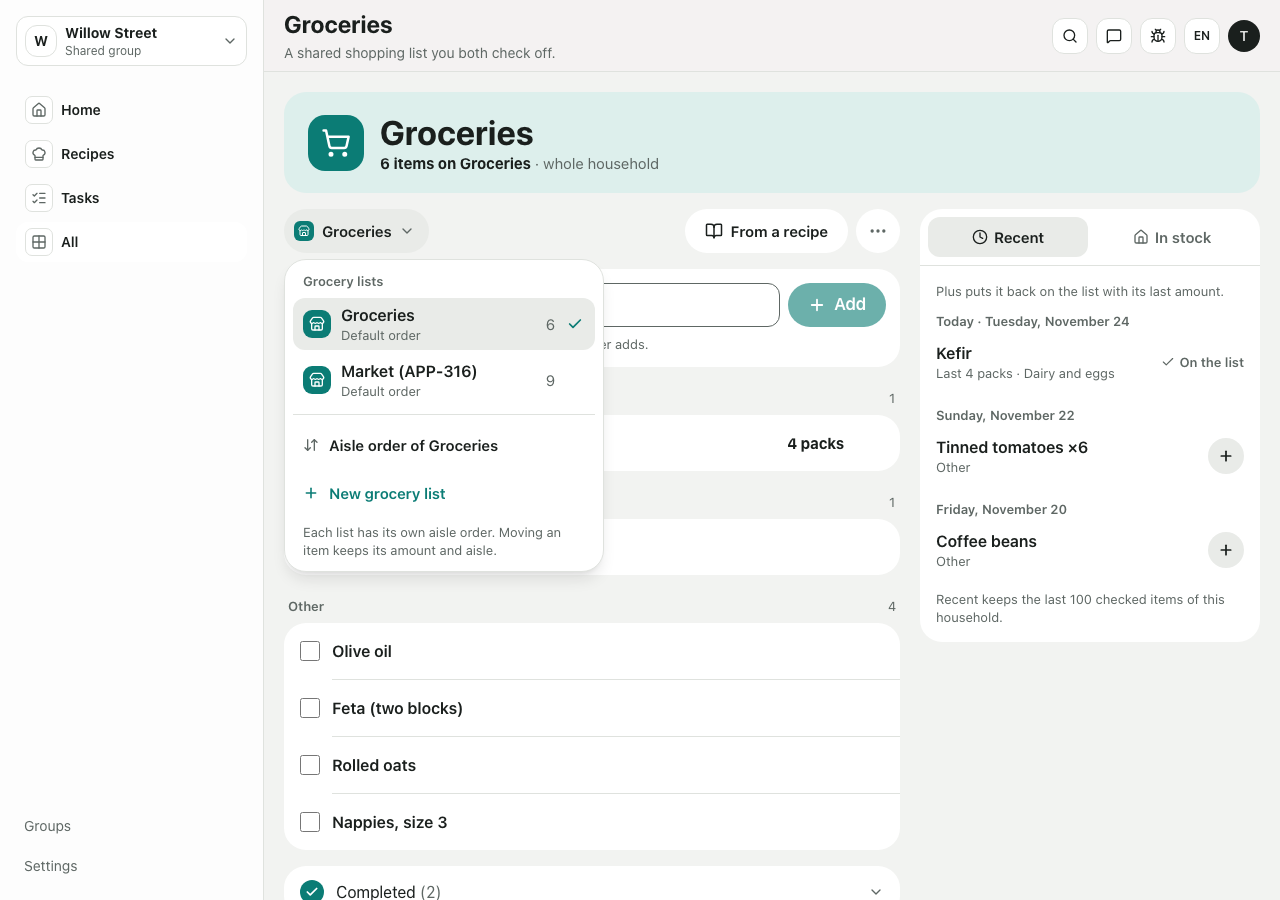 W
Willow Street
Shared group
Home
Recipes
Tasks
All
Groups
Settings
Groceries
A shared shopping list you both check off.
EN
T
Groceries
6 items on Groceries · whole household
Groceries
From a recipe
Grocery lists
Groceries
Default order
6
Market (APP-316)
Default order
9
Aisle order of Groceries
New grocery list
Each list has its own aisle order. Moving an
item keeps its amount and aisle.
Add
adds.
1
4 packs
1
Other
4
Olive oil
Feta (two blocks)
Rolled oats
Nappies, size 3
Completed (2)
Recent
In stock
Plus puts it back on the list with its last amount.
Today · Tuesday, November 24
Kefir
Last 4 packs · Dairy and eggs
On the list
Sunday, November 22
Tinned tomatoes ×6
Other
Friday, November 20
Coffee beans
Other
Recent keeps the last 100 checked items of this
household.